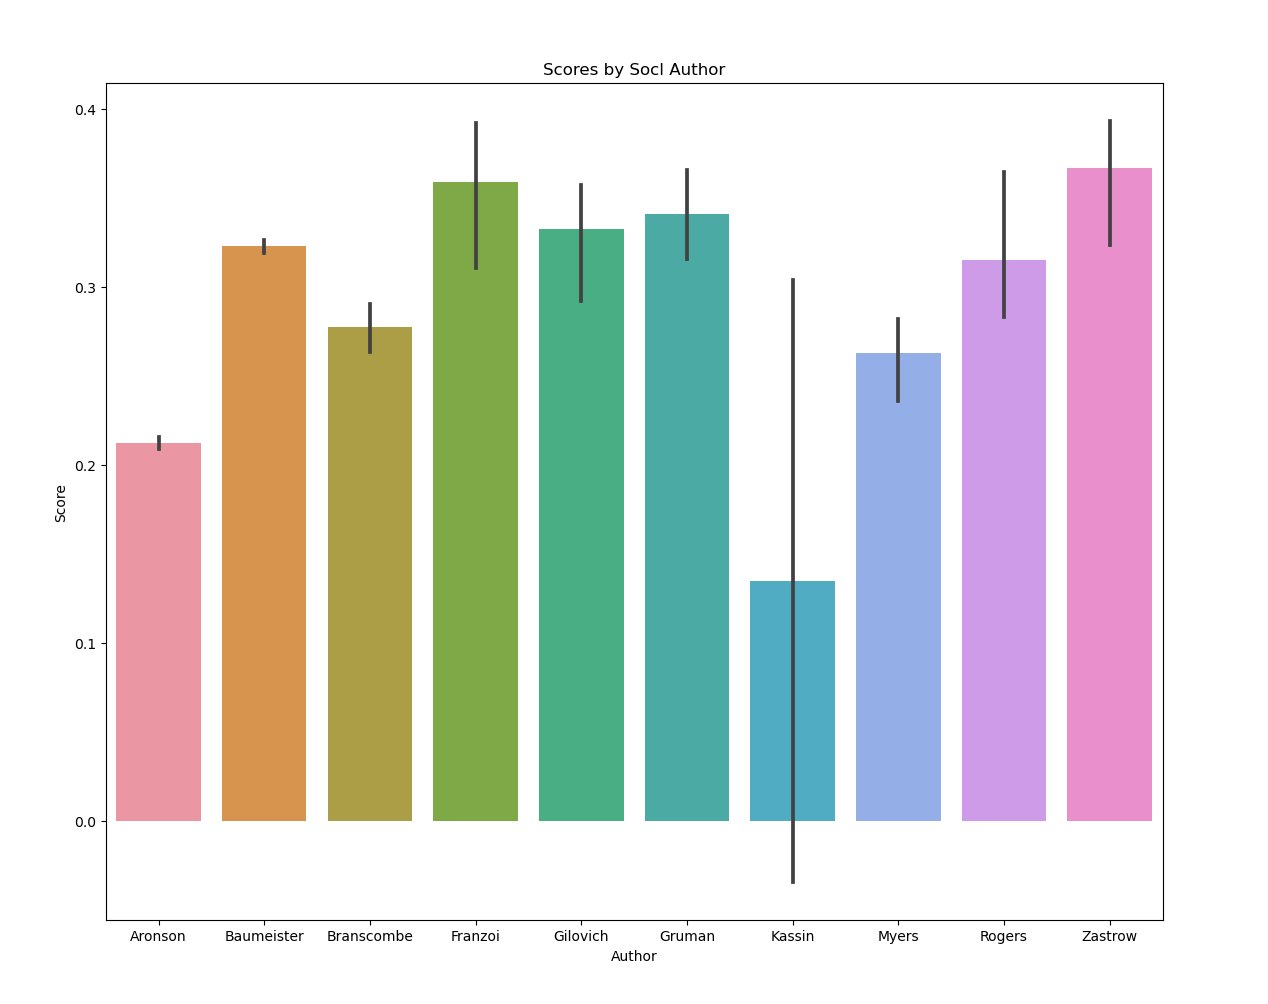 Scores by Socl Author
0.4
0.3
0.2
0.1
0.0
Score
Aronson Baumeister Branscombe Franzoi Gilovich Gruman Kassin Myers Rogers Zastrow
Author